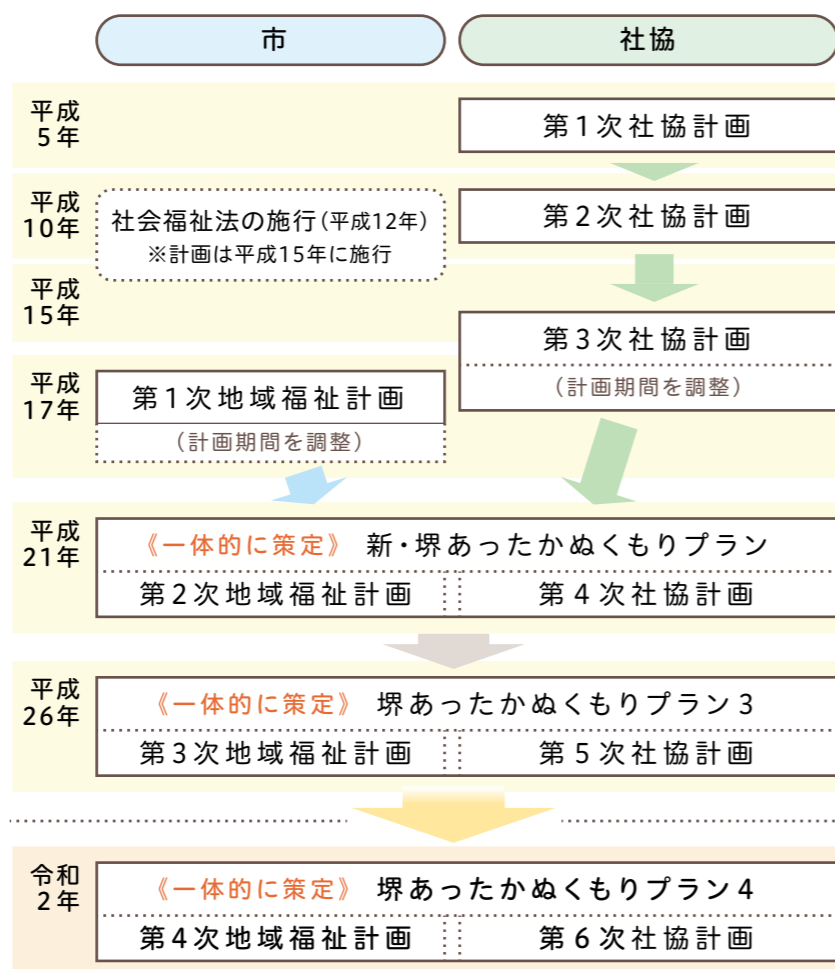 市
社協
平成
5年
第1次社協計画
平成
10年
社会福祉法の施行(平成12年)
※計画は平成15年に施行
第2次社協計画
平成
15年
第3次社協計画
(計画期間を調整)
平成
17年
第1次地域福祉計画
(計画期間を調整)
平成
21年
《一体的に策定》 新・堺あったかぬくもりプラン
第2次地域福祉計画
第4次社協計画
平成
26年
《一体的に策定》 堺あったかぬくもりプラン3
第3次地域福祉計画
第5次社協計画
令和
2年
《一体的に策定》 堺あったかぬくもりプラン4
第4次地域福祉計画
第6次社協計画